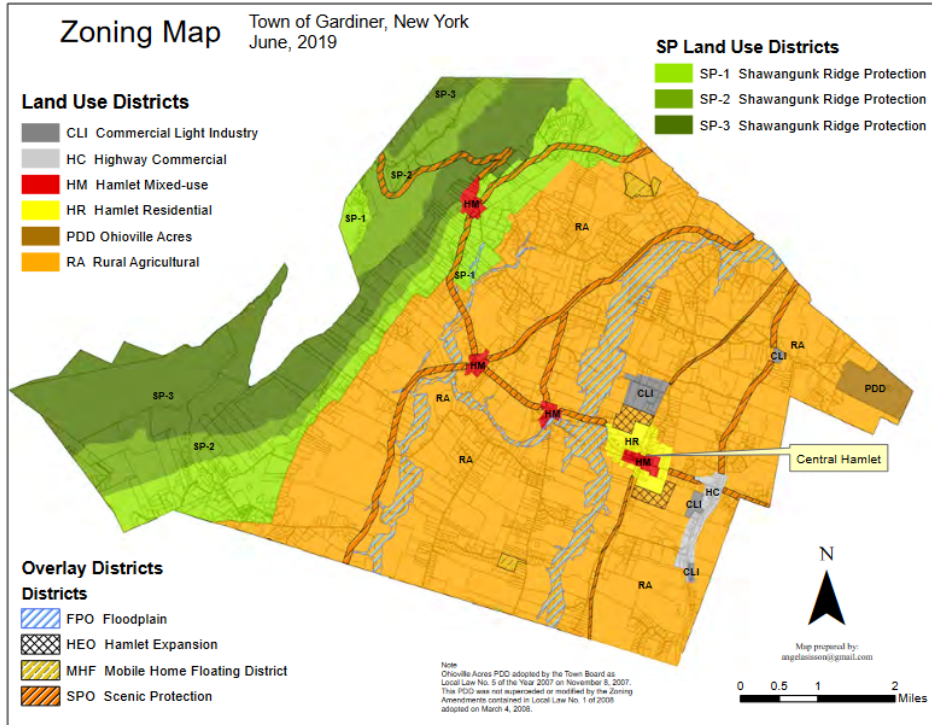 Zoning Map
Town of Gardiner, New York
June, 2019
SP Land Use Districts
SP-1 Shawangunk Ridge Protection
SP-2 Shawangunk Ridge Protection
SP-3 Shawangunk Ridge Protection
Land Use Districts
CLI Commercial Light Industry
HC Highway Commercial
HM Hamlet Mixed-use
HR Hamlet Residential
PDD Ohioville Acres
RA Rural Agricultural
SP-3
SP-2
SP-1
HM
RA
SP-1
HM
RA
CLI
RA
PDD
SP-3
RA
CLI
HM
SP-2
RA
HR
HM
Central Hamlet
HC
CLI
RA
CLI
Overlay Districts
Districts
FPO Floodplain
HEO Hamlet Expansion
MHF Mobile Home Floating District
SPO Scenic Protection
Note
Ohioville Acres PDD adopted by the Town Board as
Local Law No. 5 of the Year 2007 on November 8, 2007.
This PDD was not superceded or modified by the Zoning
Amendments contained in Local Law No. 1 of 2008
adopted on March 4, 2008.
N
Map prepared by:
angelasisson@gmail.com
0 0.5 1 2
Miles